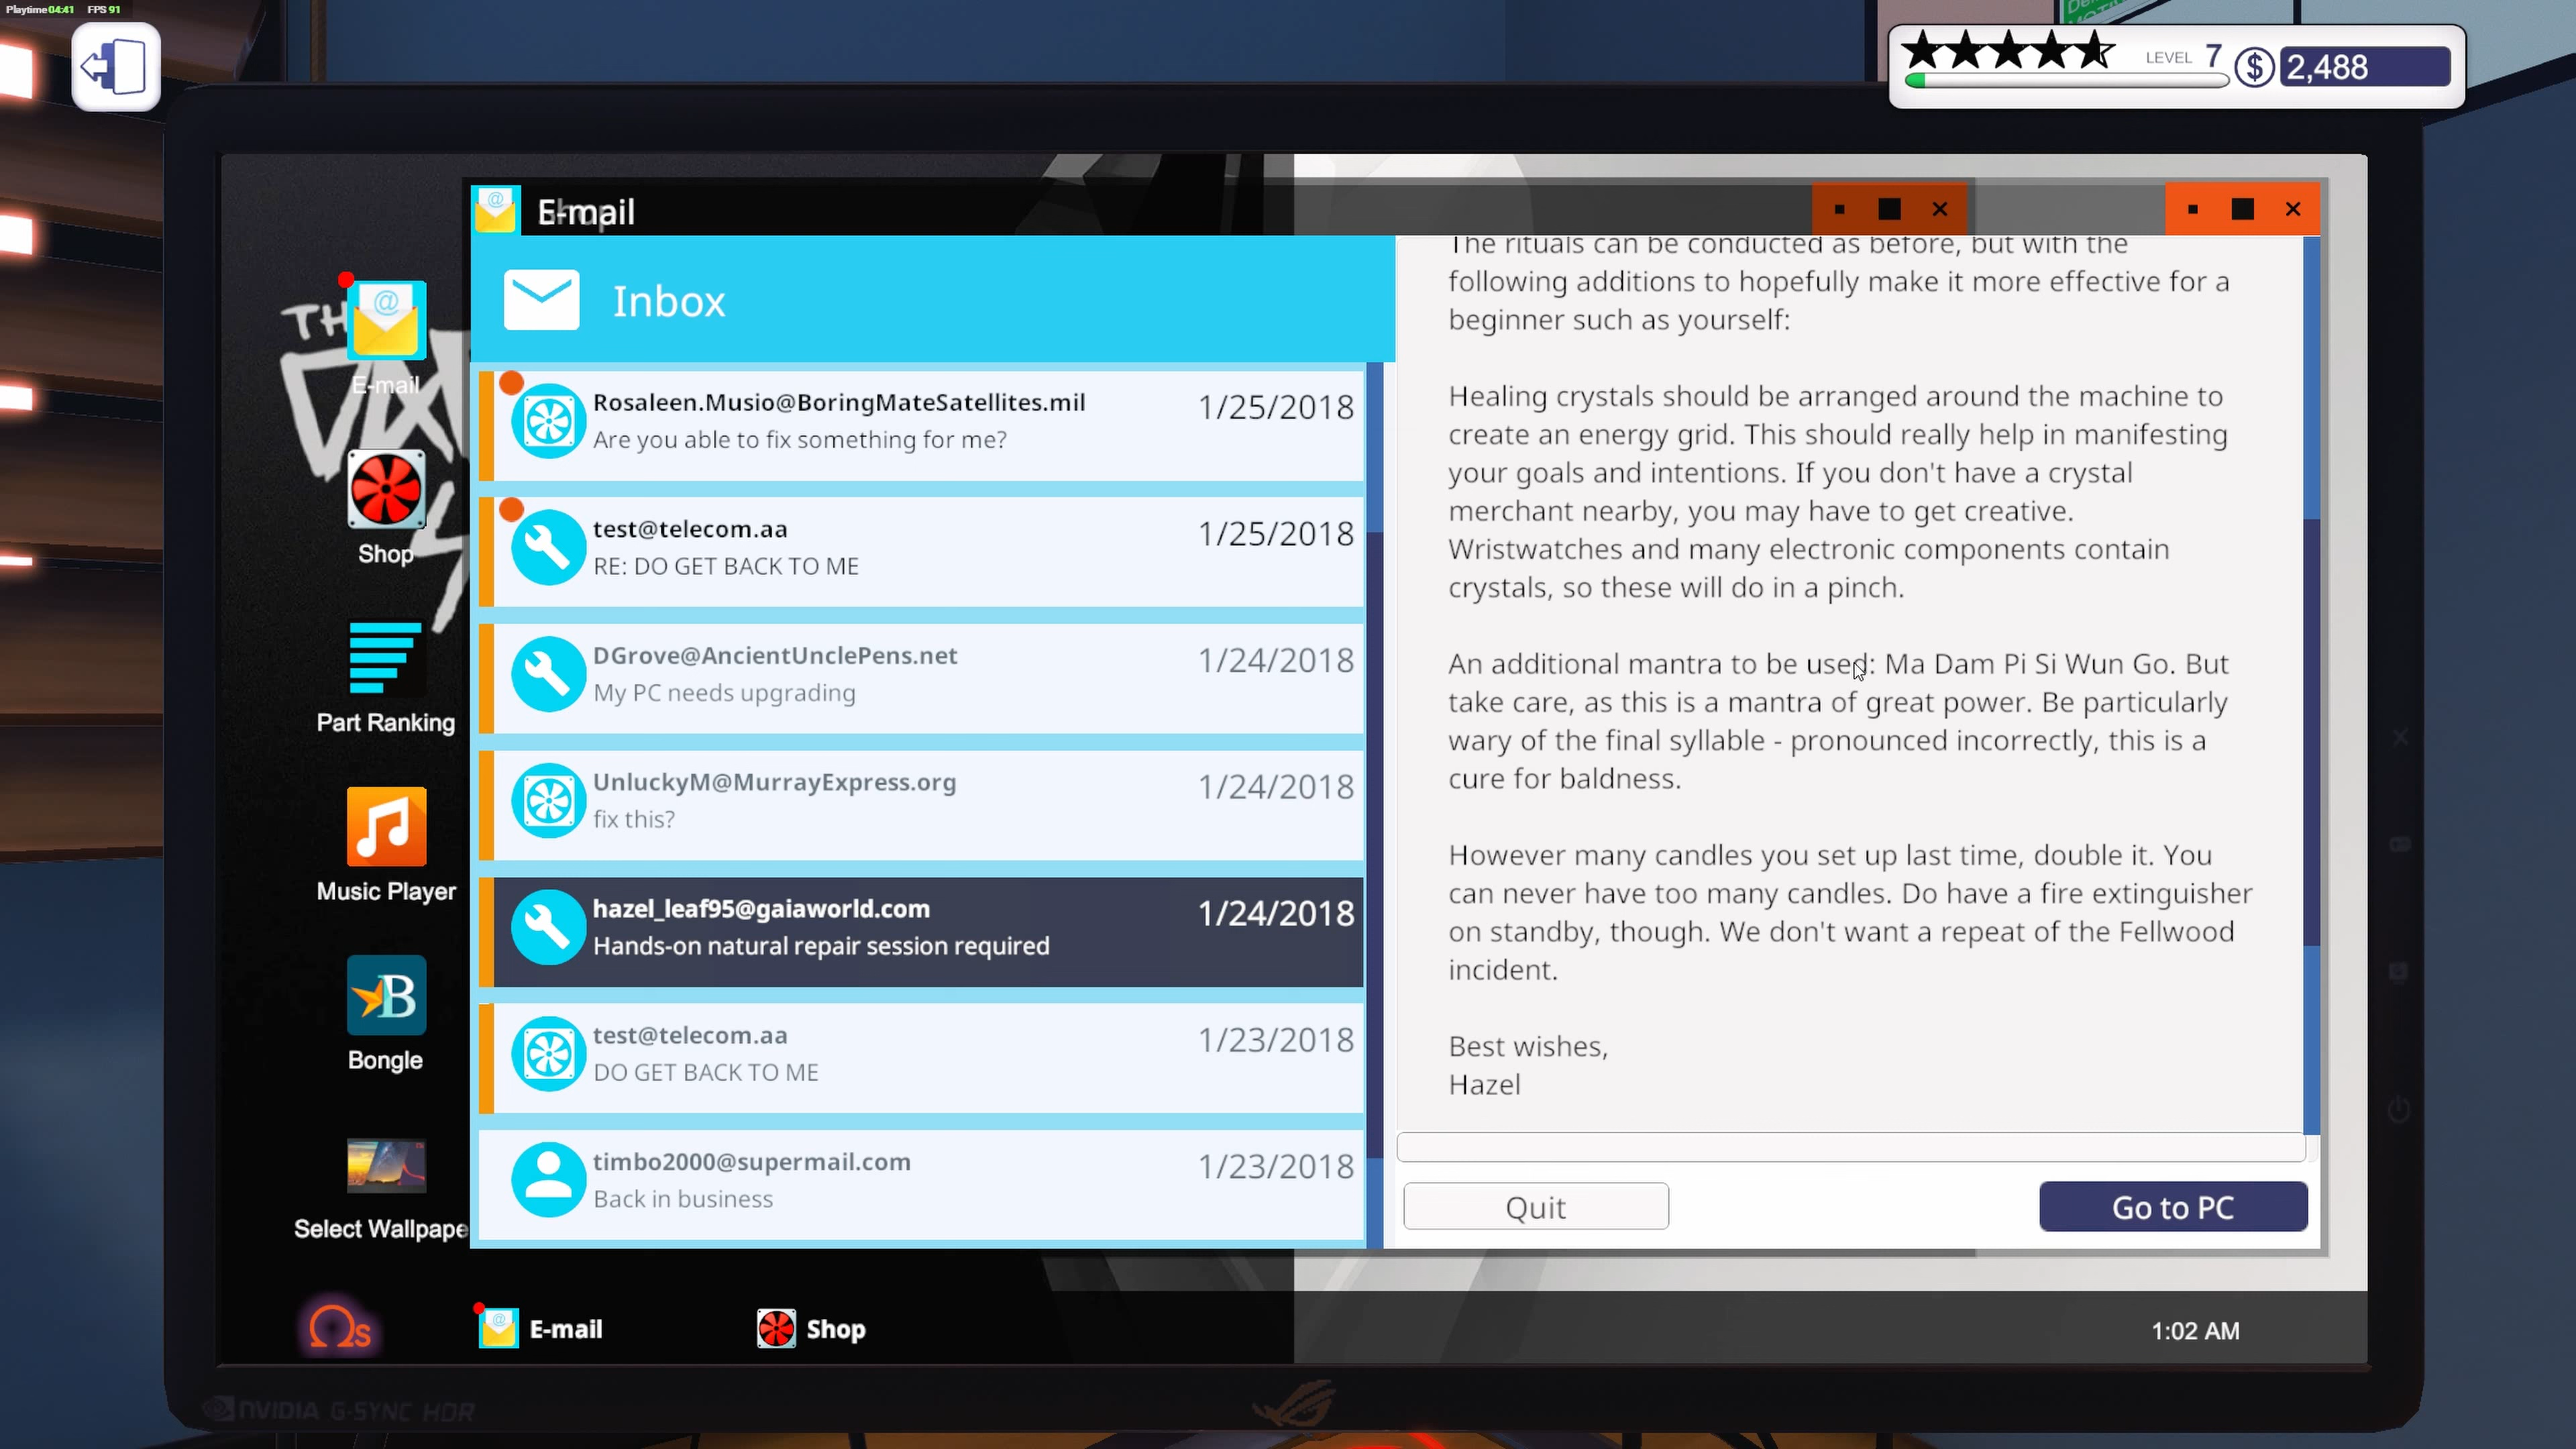 Playtime 04:41 FPS 91
LEVEL 7 $ 2,488
E-mail
Inbox
Rosaleen.Musio@BoringMateSatellites.mil 1/25/2018
Are you able to fix something for me?
test@telecom.aa 1/25/2018
RE: DO GET BACK TO ME
DGrove@AncientUnclePens.net 1/24/2018
My PC needs upgrading
UnluckyM@MurrayExpress.org 1/24/2018
fix this?
hazel_leaf95@gaiaworld.com 1/24/2018
Hands-on natural repair session required
test@telecom.aa 1/23/2018
DO GET BACK TO ME
timbo2000@supermail.com 1/23/2018
Back in business
The rituals can be conducted as before, but with the
following additions to hopefully make it more effective for a
beginner such as yourself:
Healing crystals should be arranged around the machine to
create an energy grid. This should really help in manifesting
your goals and intentions. If you don't have a crystal
merchant nearby, you may have to get creative.
Wristwatches and many electronic components contain
crystals, so these will do in a pinch.
An additional mantra to be used: Ma Dam Pi Si Wun Go. But
take care, as this is a mantra of great power. Be particularly
wary of the final syllable - pronounced incorrectly, this is a
cure for baldness.
However many candles you set up last time, double it. You
can never have too many candles. Do have a fire extinguisher
on standby, though. We don't want a repeat of the Fellwood
incident.
Best wishes,
Hazel
Quit
Go to PC
E-mail
Shop
Part Ranking
Music Player
B
Bongle
Select Wallpape
Ωs
E-mail
Shop
1:02 AM
NVIDIA G-SYNC HDR